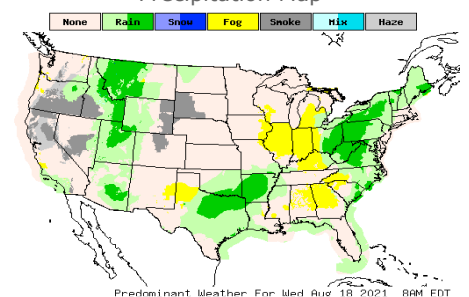 Precipitation Map
None Rain Snow Fog Smoke Mix Haze
Predominant Weather For Wed Aug 18 2021 8AM EDT